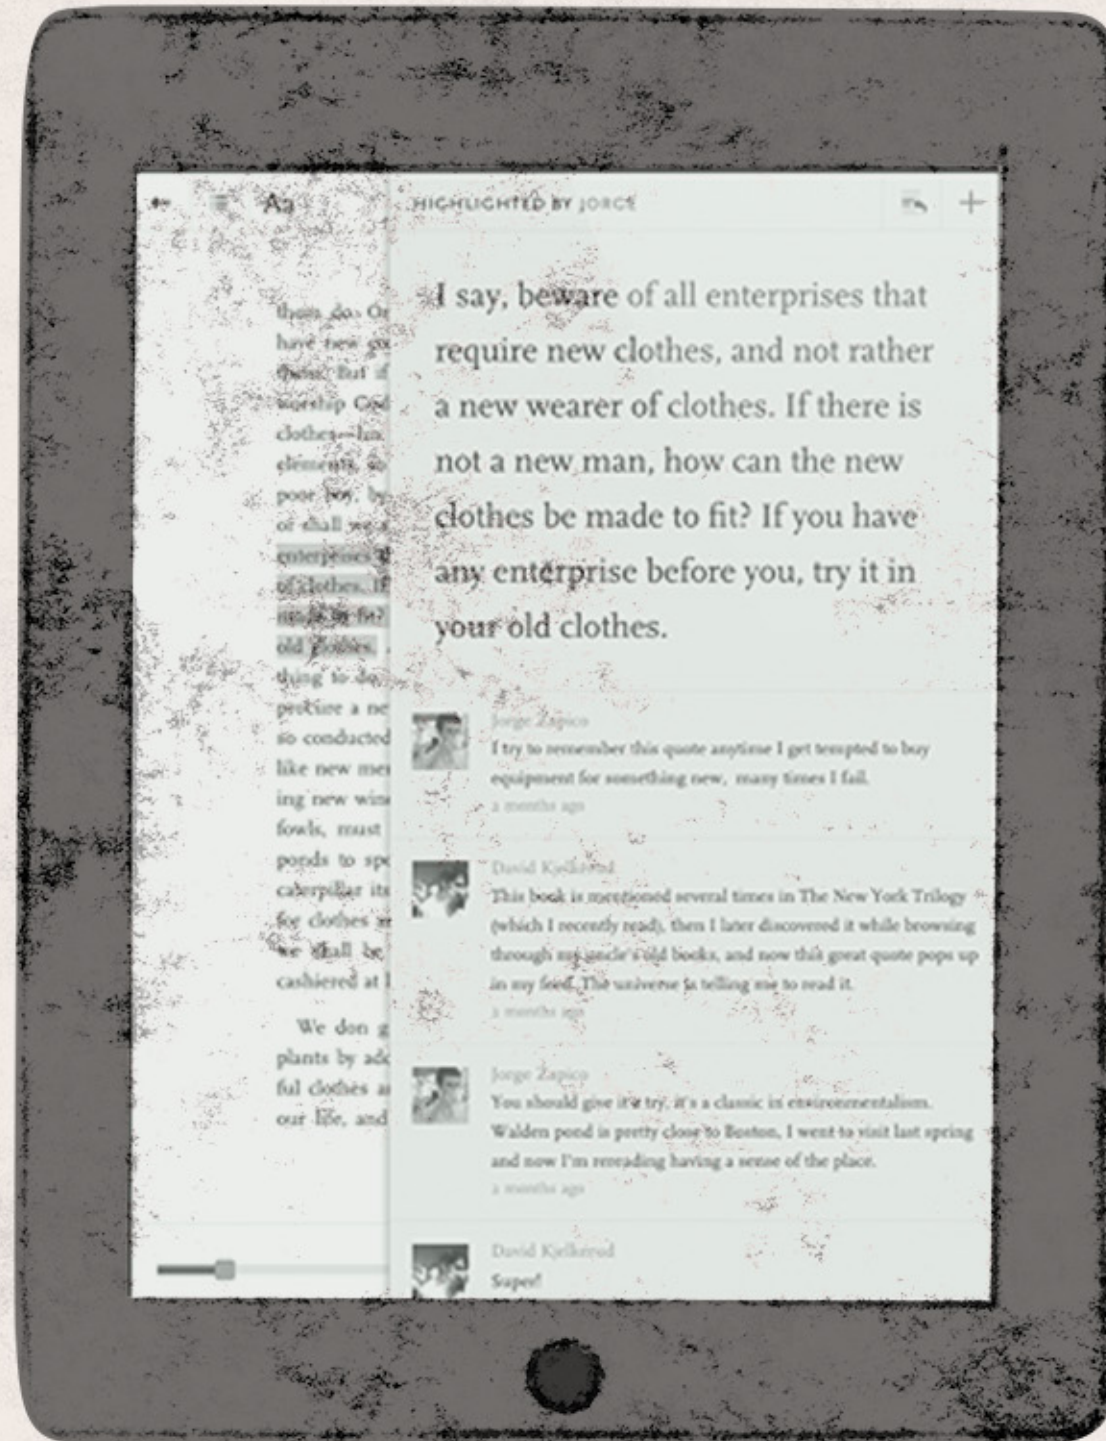 Aa
HIGHLIGHTED BY JORGE
them do. Or
have new
them. But if
worship God
clothes—
elements, so
poor boy, by
or shall we
enterprises
of clothes. If
made to fit?
old clothes.
thing to do,
procure a ne
so conducted
like new me
ing new wine
fowls, must
ponds to spe
caterpillar its
for clothes
we shall be
cashiered at
We don g
plants by add
ful clothes a
our life, and
I say, beware of all enterprises that
require new clothes, and not rather
a new wearer of clothes. If there is
not a new man, how can the new
clothes be made to fit? If you have
any enterprise before you, try it in
your old clothes.
Jorge Zapico
I try to remember this quote anytime I get tempted to buy
equipment for something new, many times I fail.
2 months ago
David Kjelkerud
This book is mentioned several times in The New York Trilogy
(which I recently read), then I later discovered it while browsing
through my uncle's old books, and now this great quote pops up
in my feed. The universe is telling me to read it.
2 months ago
Jorge Zapico
You should give it a try, it's a classic in environmentalism.
Walden pond is pretty close to Boston, I went to visit last spring
and now I'm rereading having a sense of the place.
2 months ago
David Kjelkerud
Super!